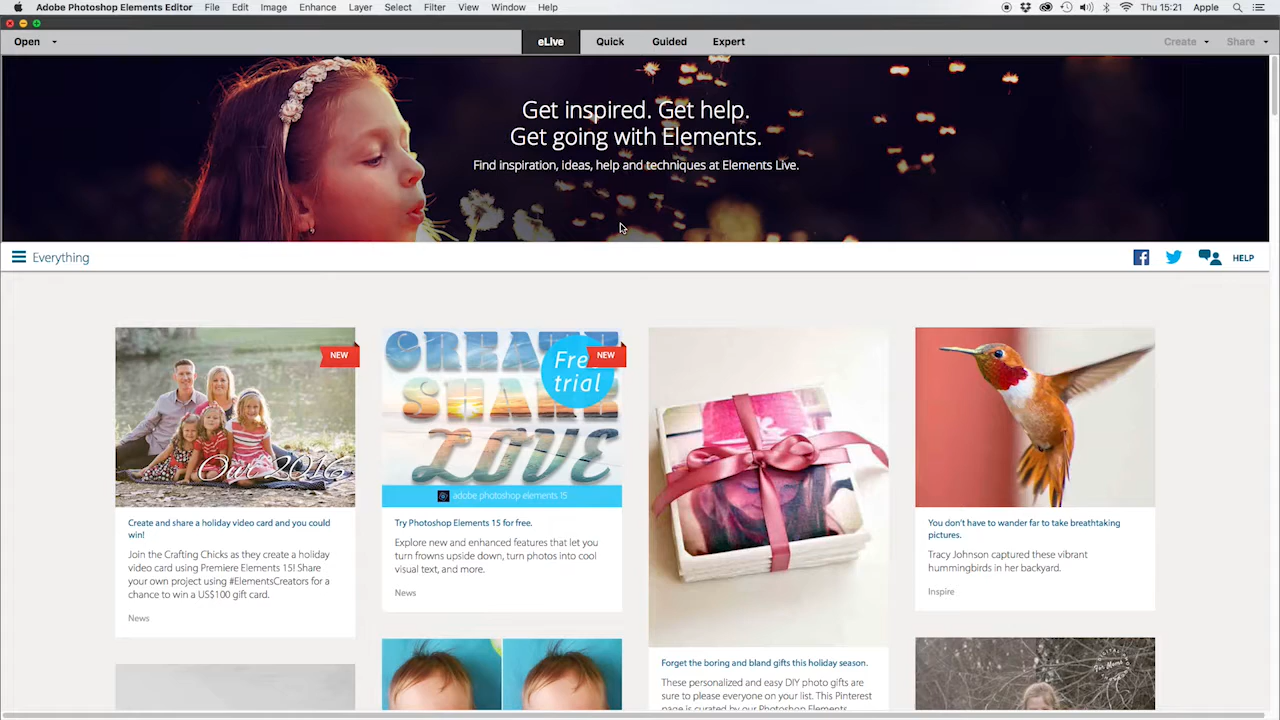 Adobe Photoshop Elements Editor File Edit Image Enhance Layer Select Filter View Window Help Thu 15:21 Apple
Open eLive Quick Guided Expert Create Share
Get inspired. Get help.
Get going with Elements.
Find inspiration, ideas, help and techniques at Elements Live.
Everything HELP
NEW
Our 2016
Create and share a holiday video card and you could
win!
Join the Crafting Chicks as they create a holiday
video card using Premiere Elements 15! Share
your own project using #ElementsCreators for a
chance to win a US$100 gift card.
News
CREATE
SHARE
LOVE
Free
trial
NEW
adobe photoshop elements 15
Try Photoshop Elements 15 for free.
Explore new and enhanced features that let you
turn frowns upside down, turn photos into cool
visual text, and more.
News
Forget the boring and bland gifts this holiday season.
These personalized and easy DIY photo gifts are
sure to please everyone on your list. This Pinterest
page is curated by our Photoshop Elements
You don't have to wander far to take breathtaking
pictures.
Tracy Johnson captured these vibrant
hummingbirds in her backyard.
Inspire